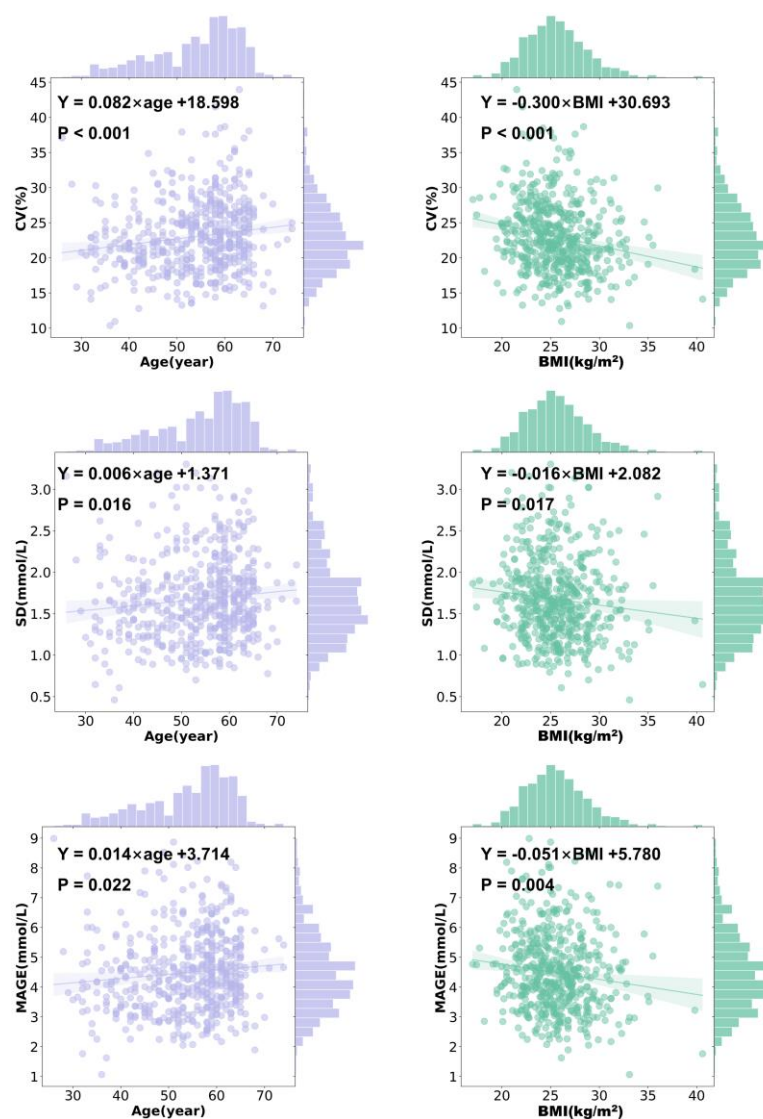 Y = 0.082×age +18.598
P < 0.001
45
40
35
30
25
20
15
10
CV(%)
30 40 50 60 70
Age(year)
Y = -0.300×BMI +30.693
P < 0.001
45
40
35
30
25
20
15
10
CV(%)
20 25 30 35 40
BMI(kg/m²)
Y = 0.006×age +1.371
P = 0.016
3.0
2.5
2.0
1.5
1.0
0.5
SD(mmol/L)
30 40 50 60 70
Age(year)
Y = -0.016×BMI +2.082
P = 0.017
3.0
2.5
2.0
1.5
1.0
0.5
SD(mmol/L)
20 25 30 35 40
BMI(kg/m²)
Y = 0.014×age +3.714
P = 0.022
9
8
7
6
5
4
3
2
1
MAGE(mmol/L)
30 40 50 60 70
Age(year)
Y = -0.051×BMI +5.780
P = 0.004
9
8
7
6
5
4
3
2
1
MAGE(mmol/L)
20 25 30 35 40
BMI(kg/m²)